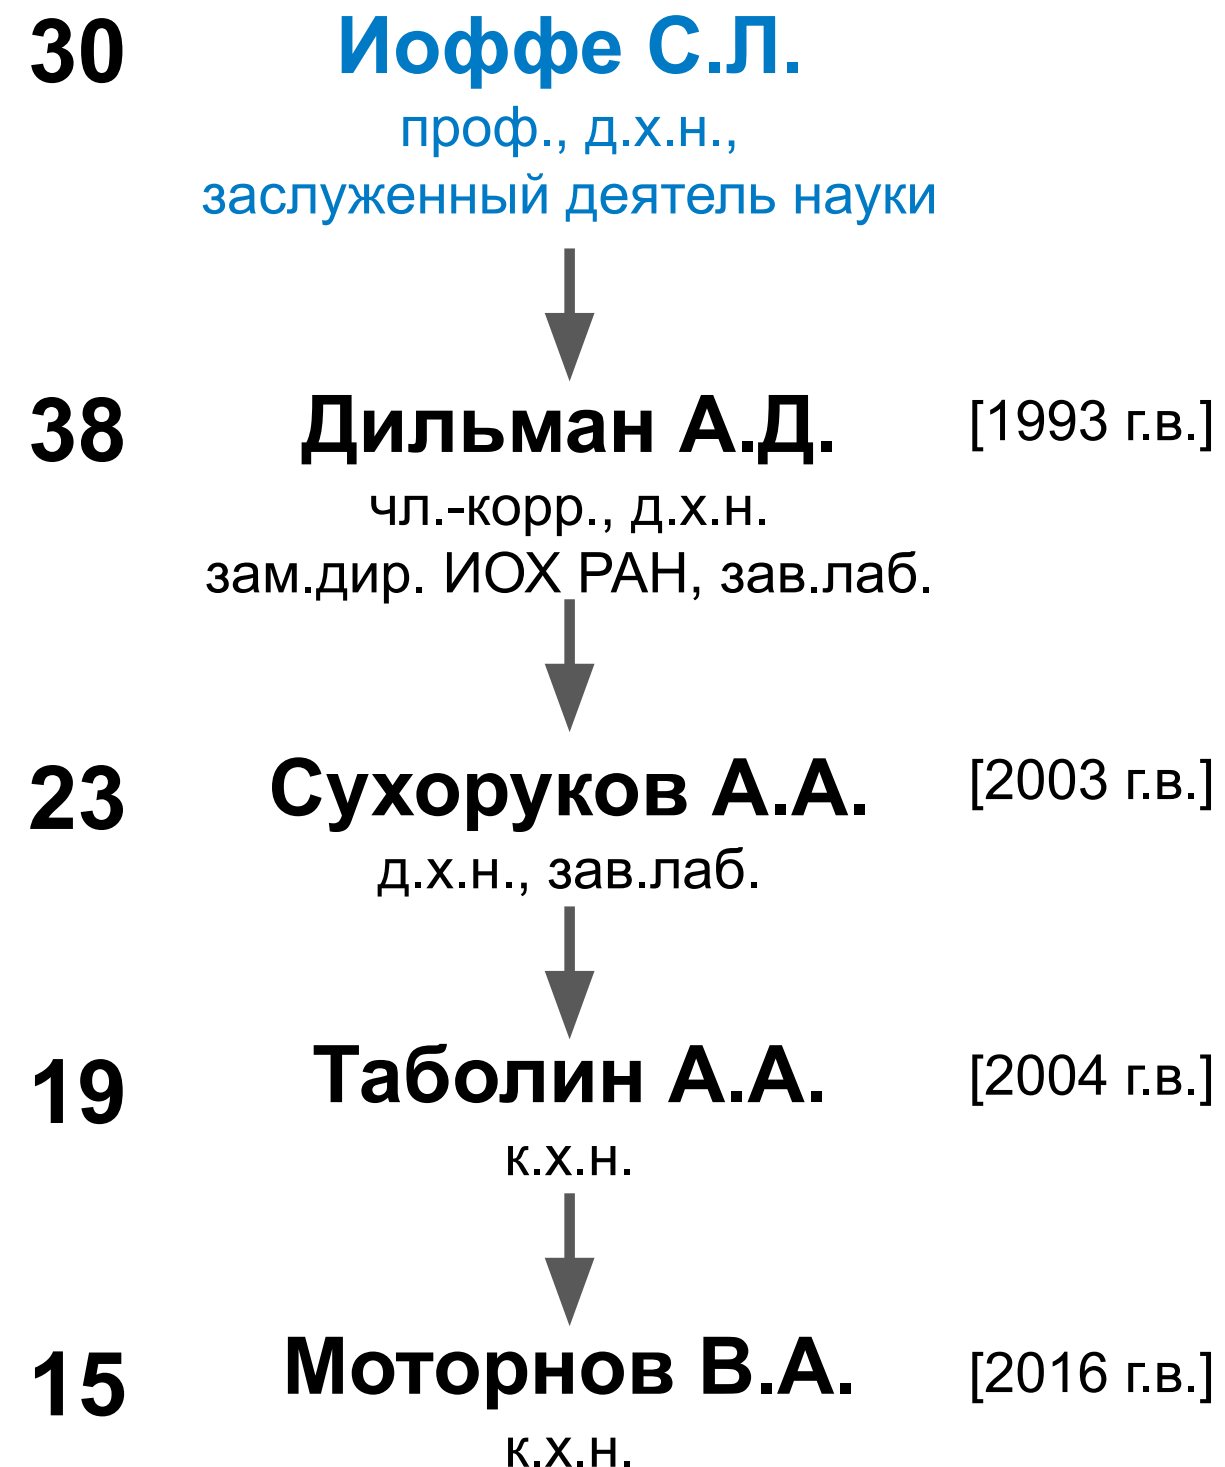 30 Иоффе С.Л.
проф., д.х.н.,
заслуженный деятель науки
38 Дильман А.Д. [1993 г.в.]
чл.-корр., д.х.н.
зам.дир. ИОХ РАН, зав.лаб.
23 Сухоруков А.А. [2003 г.в.]
д.х.н., зав.лаб.
19 Таболин А.А. [2004 г.в.]
к.х.н.
15 Моторнов В.А. [2016 г.в.]
к.х.н.